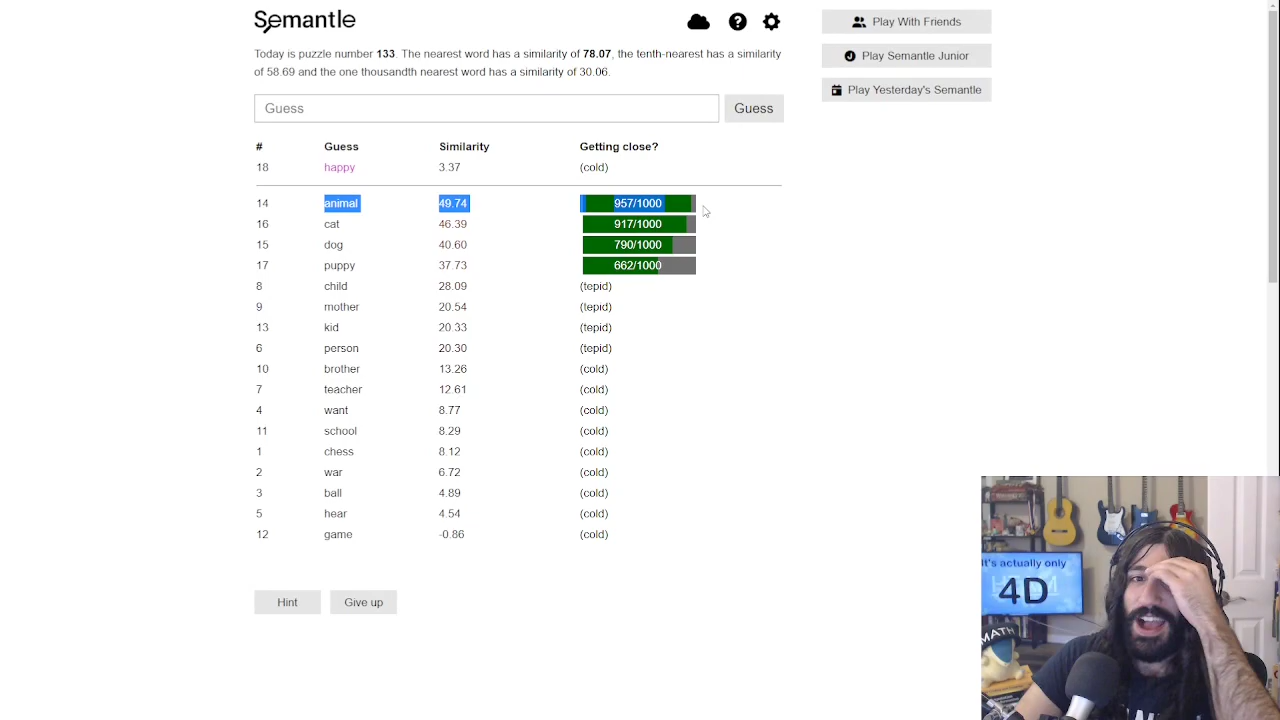 Semantle
Today is puzzle number 133. The nearest word has a similarity of 78.07, the tenth-nearest has a similarity
of 58.69 and the one thousandth nearest word has a similarity of 30.06.
Guess Guess
# Guess Similarity Getting close?
18 happy 3.37 (cold)
14 animal 49.74 957/1000
16 cat 46.39 917/1000
15 dog 40.60 790/1000
17 puppy 37.73 662/1000
8 child 28.09 (tepid)
9 mother 20.54 (tepid)
13 kid 20.33 (tepid)
6 person 20.30 (tepid)
10 brother 13.26 (cold)
7 teacher 12.61 (cold)
4 want 8.77 (cold)
11 school 8.29 (cold)
1 chess 8.12 (cold)
2 war 6.72 (cold)
3 ball 4.89 (cold)
5 hear 4.54 (cold)
12 game -0.86 (cold)
Hint Give up
Play With Friends
Play Semantle Junior
Play Yesterday's Semantle
It's actually only
4D
MATH